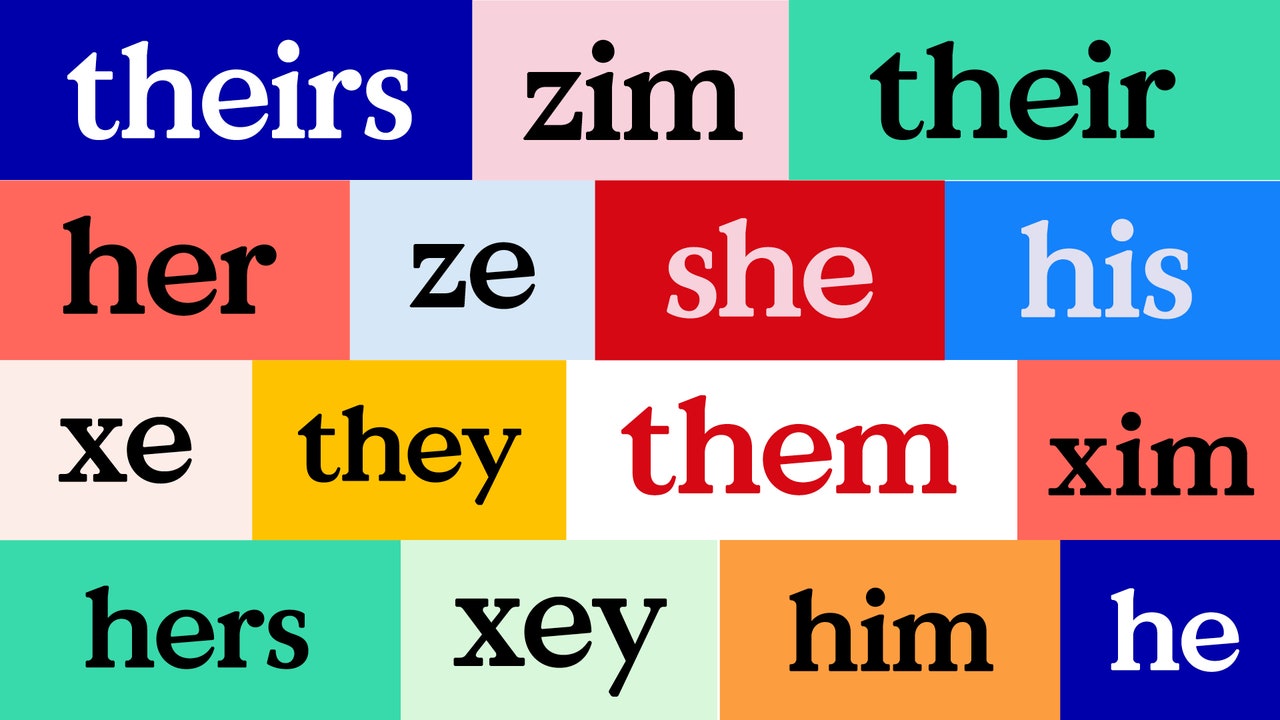 theirs zim their
her ze she his
xe they them xim
hers xey him he